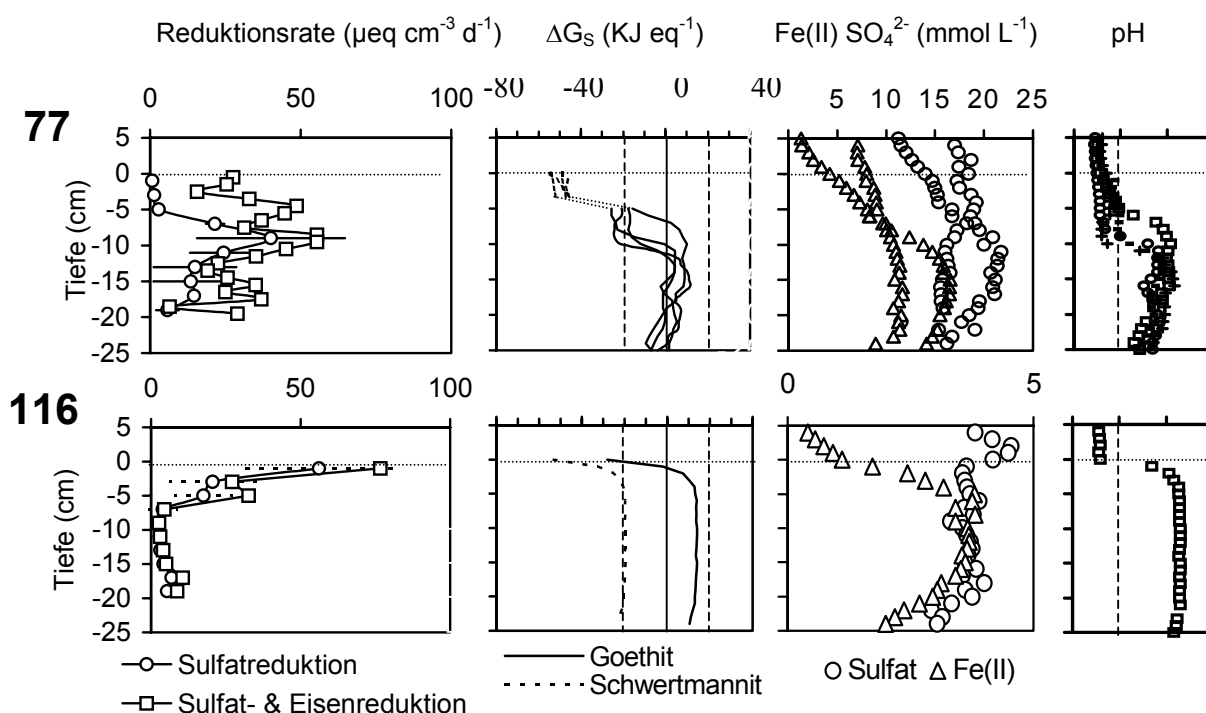 Reduktionsrate (µeq cm⁻³ d⁻¹) ΔG_S (KJ eq⁻¹) Fe(II) SO₄²⁻ (mmol L⁻¹) pH
0 50 100 -80 -40 0 40 5 10 15 20 25
77
5
0
-5
-10
-15
-20
-25
Tiefe (cm)
0 50 100 0 5
116
5
0
-5
-10
-15
-20
-25
Tiefe (cm)
Sulfatreduktion
Sulfat- & Eisenreduktion
Goethit
Schwertmannit
Sulfat Fe(II)